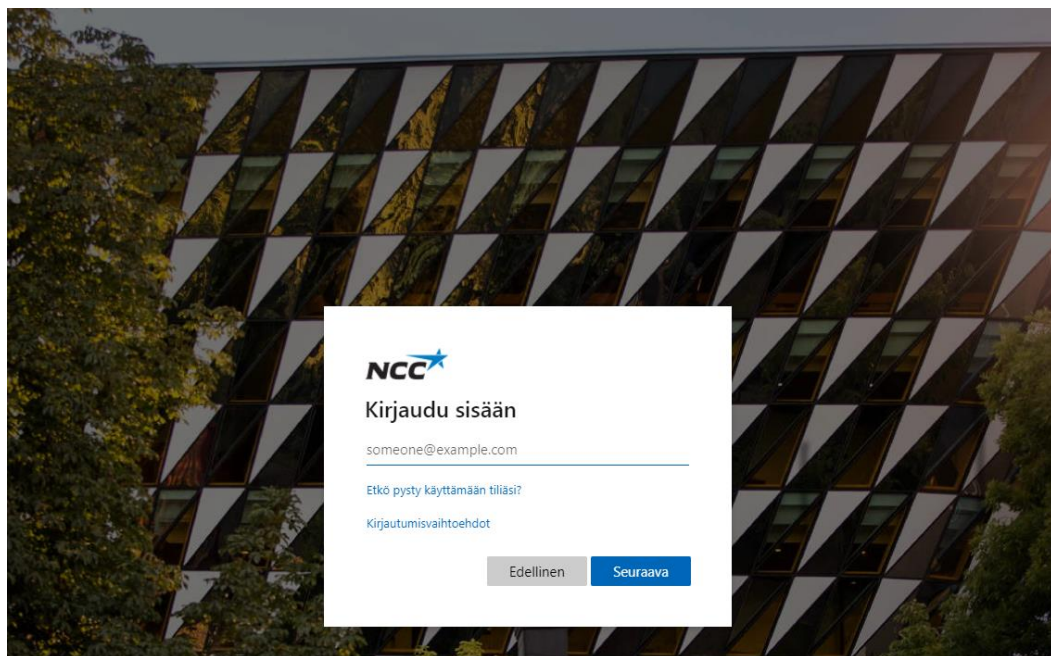 NCC
Kirjaudu sisään
someone@example.com
Etkö pysty käyttämään tiliäsi?
Kirjautumisvaihtoehdot
Edellinen
Seuraava